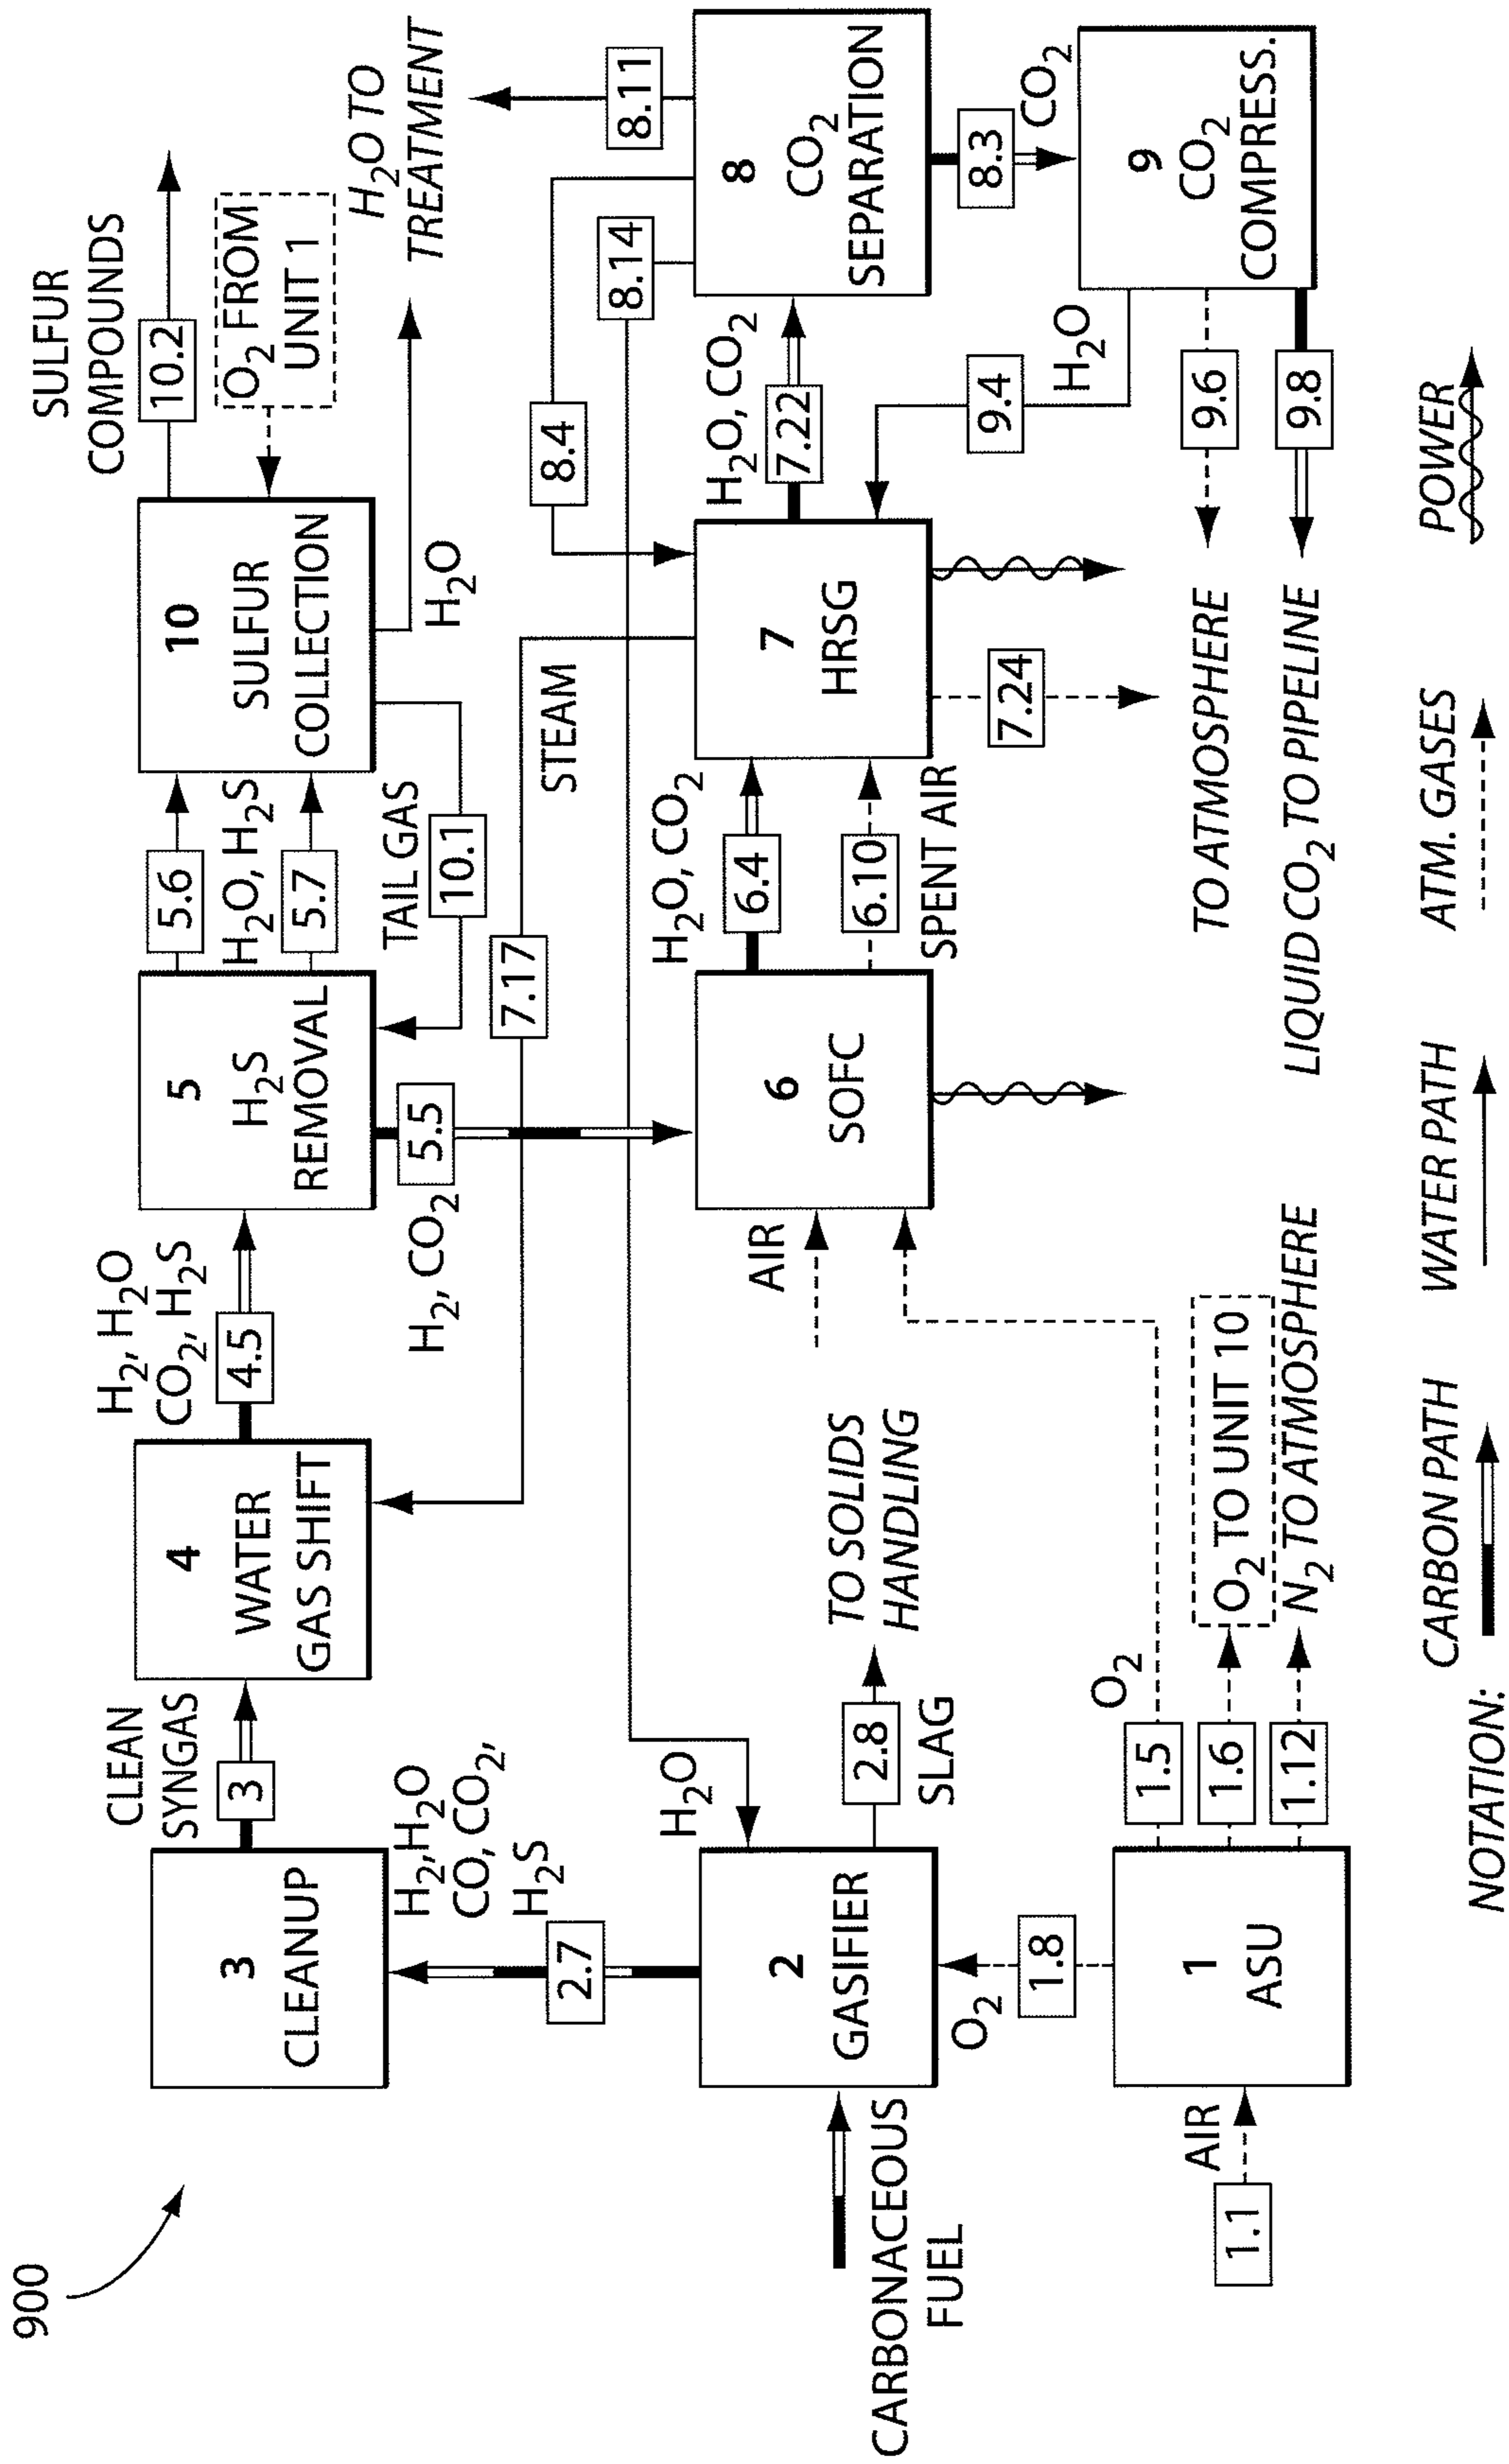 900
3
CLEANUP
CLEAN
SYNGAS
3
4
WATER
GAS SHIFT
H2, H2O
CO2, H2S
4.5
5
H2S
REMOVAL
5.6
H2O, H2S
5.7
TAIL GAS
10.1
10
SULFUR
COLLECTION
SULFUR
COMPOUNDS
10.2
O2 FROM
UNIT 1
H2O
H2O TO
TREATMENT
H2,H2O
CO, CO2,
H2S
2.7
H2, CO2
5.5
7.17
STEAM
8.4
8.14
8.11
CARBONACEOUS
FUEL
2
GASIFIER
H2O
2.8
SLAG
TO SOLIDS
HANDLING
AIR
6
SOFC
H2O, CO2
6.4
6.10
SPENT AIR
7
HRSG
7.24
H2O, CO2
7.22
8
CO2
SEPARATION
8.3
CO2
O2
1.8
1.1
AIR
1
ASU
O2
1.5
1.6
1.12
O2 TO UNIT 10
N2 TO ATMOSPHERE
TO ATMOSPHERE
LIQUID CO2 TO PIPELINE
9.4
H2O
9.6
9.8
9
CO2
COMPRESS.
NOTATION:
CARBON PATH
WATER PATH
ATM. GASES
POWER